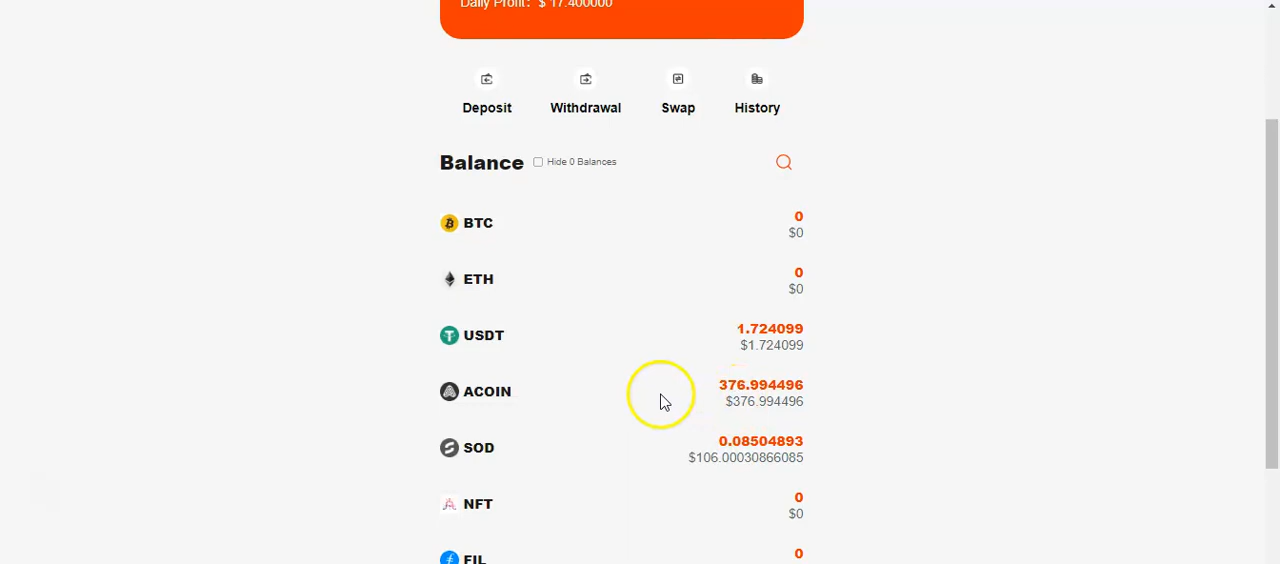 Daily Profit: $ 17.400000
Deposit Withdrawal Swap History
Balance Hide 0 Balances
BTC 0
$0
ETH 0
$0
USDT 1.724099
$1.724099
ACOIN 376.994496
$376.994496
SOD 0.08504893
$106.00030866085
NFT 0
$0
FIL 0